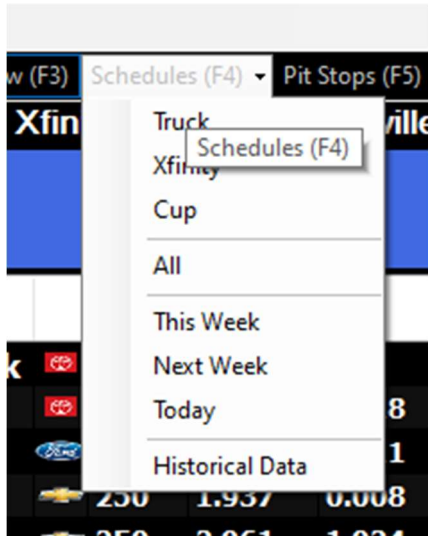 w (F3) Schedules (F4) Pit Stops (F5)
Xfin ville
Truck
Schedules (F4)
Xfinity
Cup
All
This Week
Next Week
Today 8
Ford 1
Historical Data
250 1.937 0.008